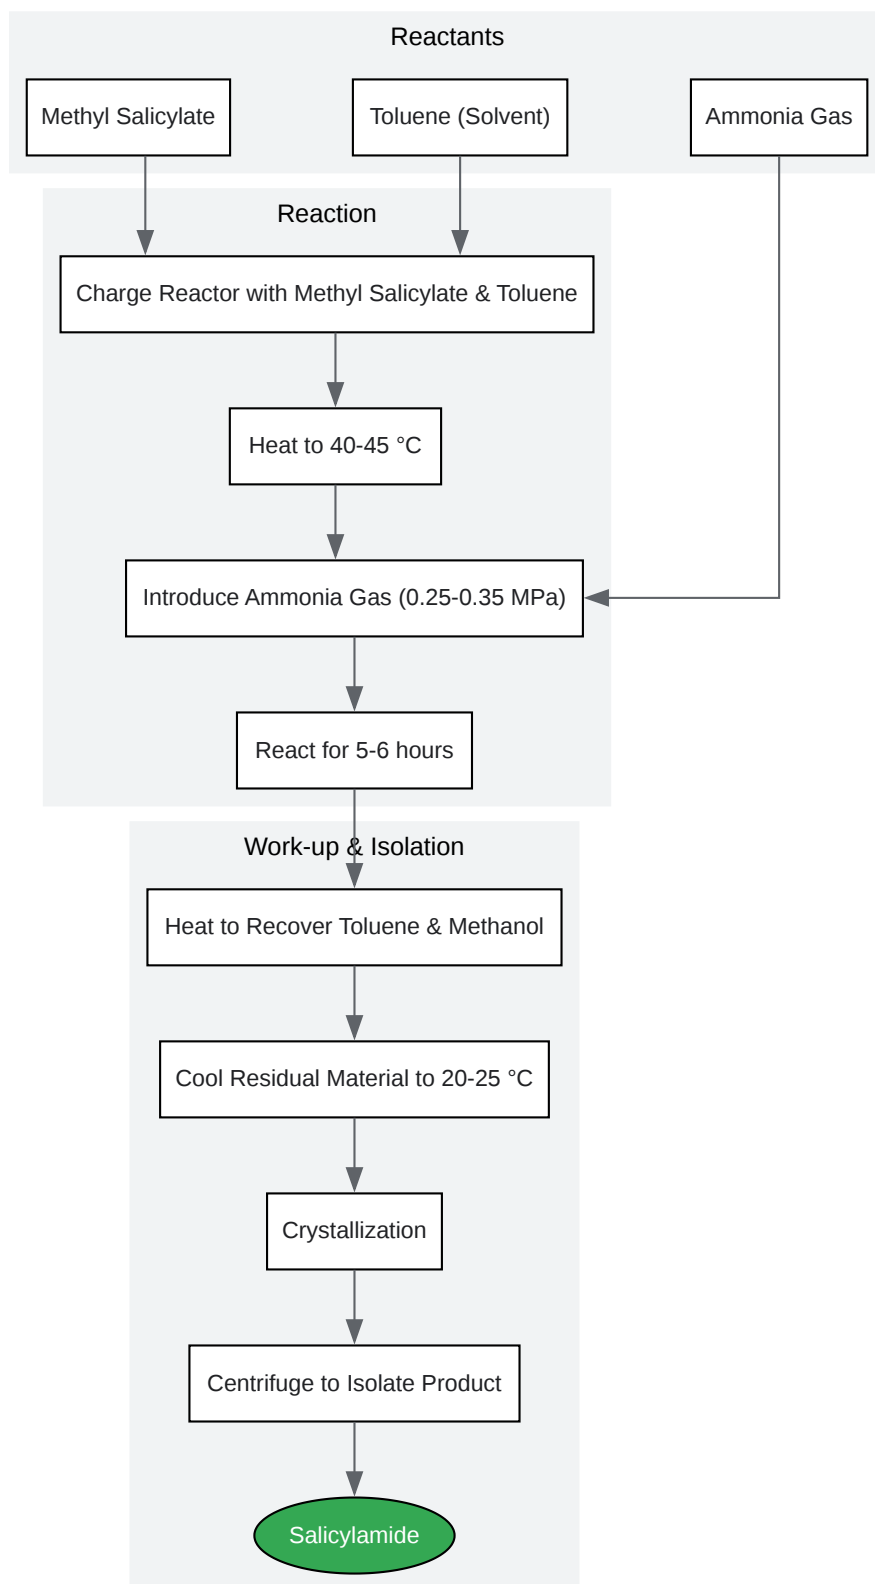 Reactants
Methyl Salicylate
Toluene (Solvent)
Ammonia Gas
Reaction
Charge Reactor with Methyl Salicylate & Toluene
Heat to 40-45 °C
Introduce Ammonia Gas (0.25-0.35 MPa)
React for 5-6 hours
Work-up & Isolation
Heat to Recover Toluene & Methanol
Cool Residual Material to 20-25 °C
Crystallization
Centrifuge to Isolate Product
Salicylamide